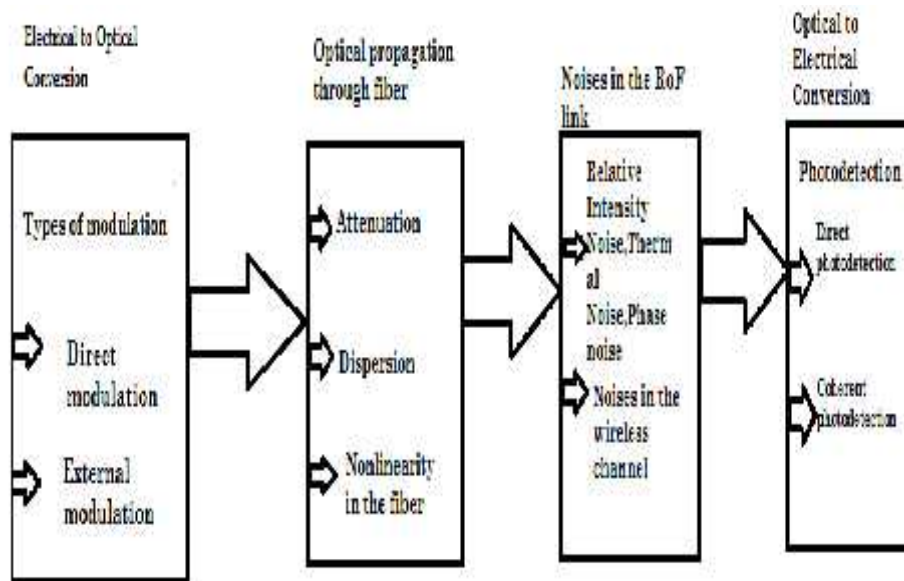 Electrical to Optical
Conversion
Types of modulation
Direct
modulation
External
modulation
Optical propagation
through fiber
Attenuation
Dispersion
Nonlinearity
in the fiber
Noises in the RoF
link
Relative
Intensity
Noise,Therm
al
Noise,Phase
noise
Noises in the
wireless
channel
Optical to
Electrical
Conversion
Photodetection
Direct
photodetection
Coherent
photodetection